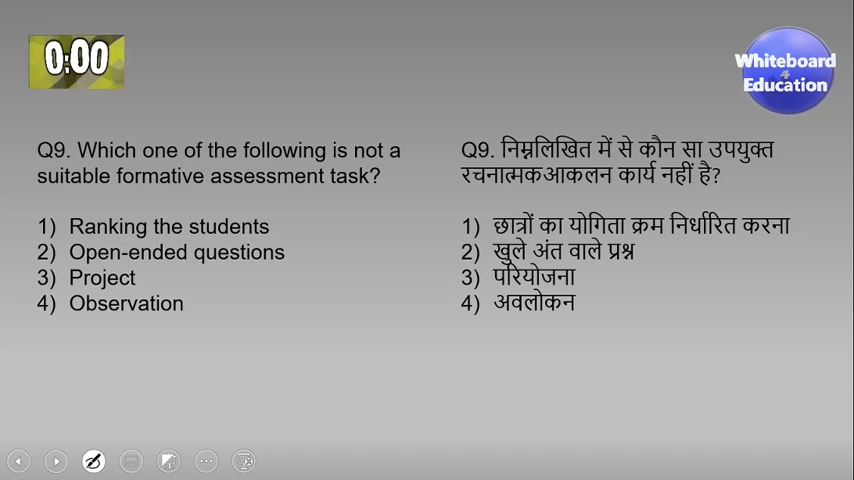 0:00
Whiteboard
4
Education
Q9. Which one of the following is not a
suitable formative assessment task?
1) Ranking the students
2) Open-ended questions
3) Project
4) Observation
Q9. निम्नलिखित में से कौन सा उपयुक्त
रचनात्मकआकलन कार्य नहीं है?
1) छात्रों का योगिता क्रम निर्धारित करना
2) खुले अंत वाले प्रश्न
3) परियोजना
4) अवलोकन